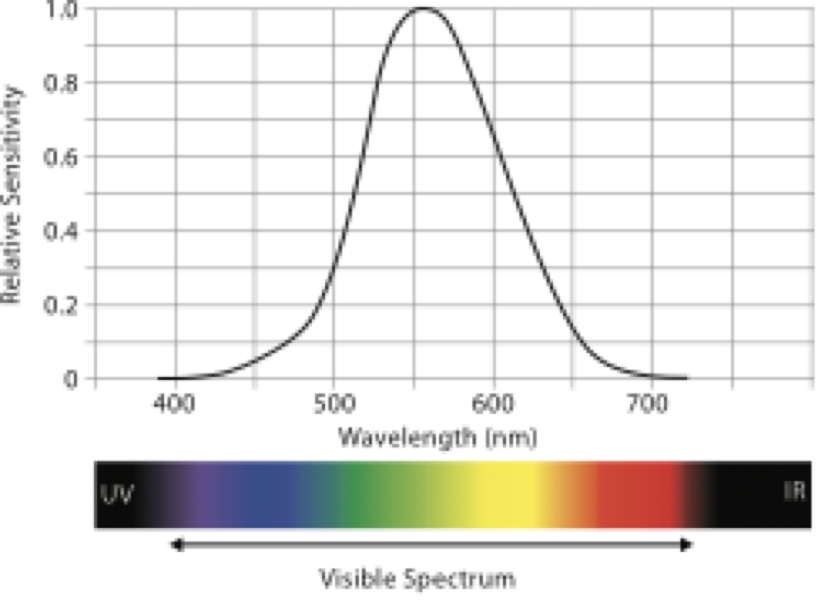 1.0
0.8
0.6
0.4
0.2
0
Relative Sensitivity
400 500 600 700
Wavelength (nm)
UV IR
Visible Spectrum